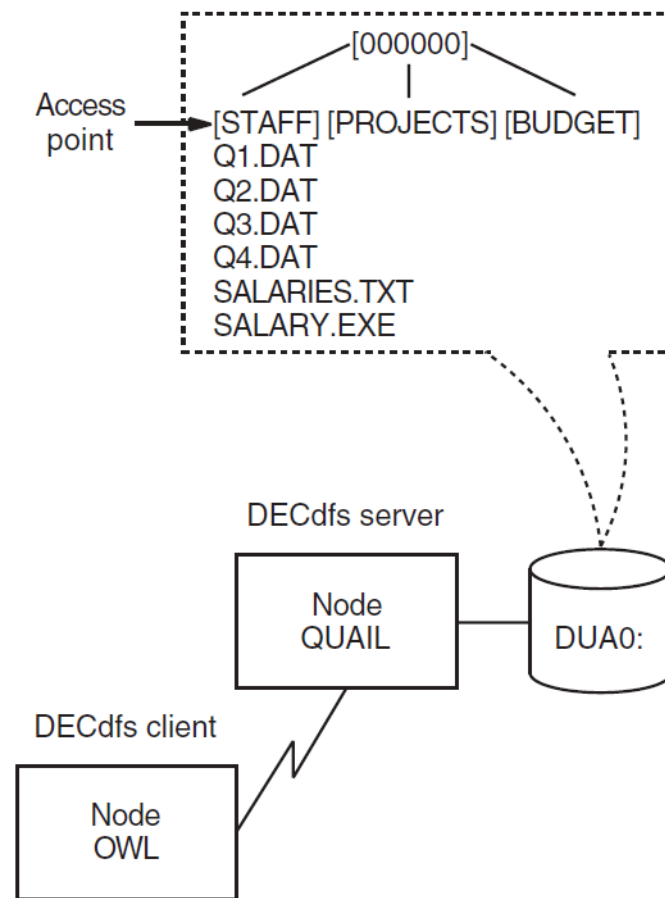 [000000]
Access
point
[STAFF] [PROJECTS] [BUDGET]
Q1.DAT
Q2.DAT
Q3.DAT
Q4.DAT
SALARIES.TXT
SALARY.EXE
DECdfs server
Node
QUAIL
DUA0:
DECdfs client
Node
OWL